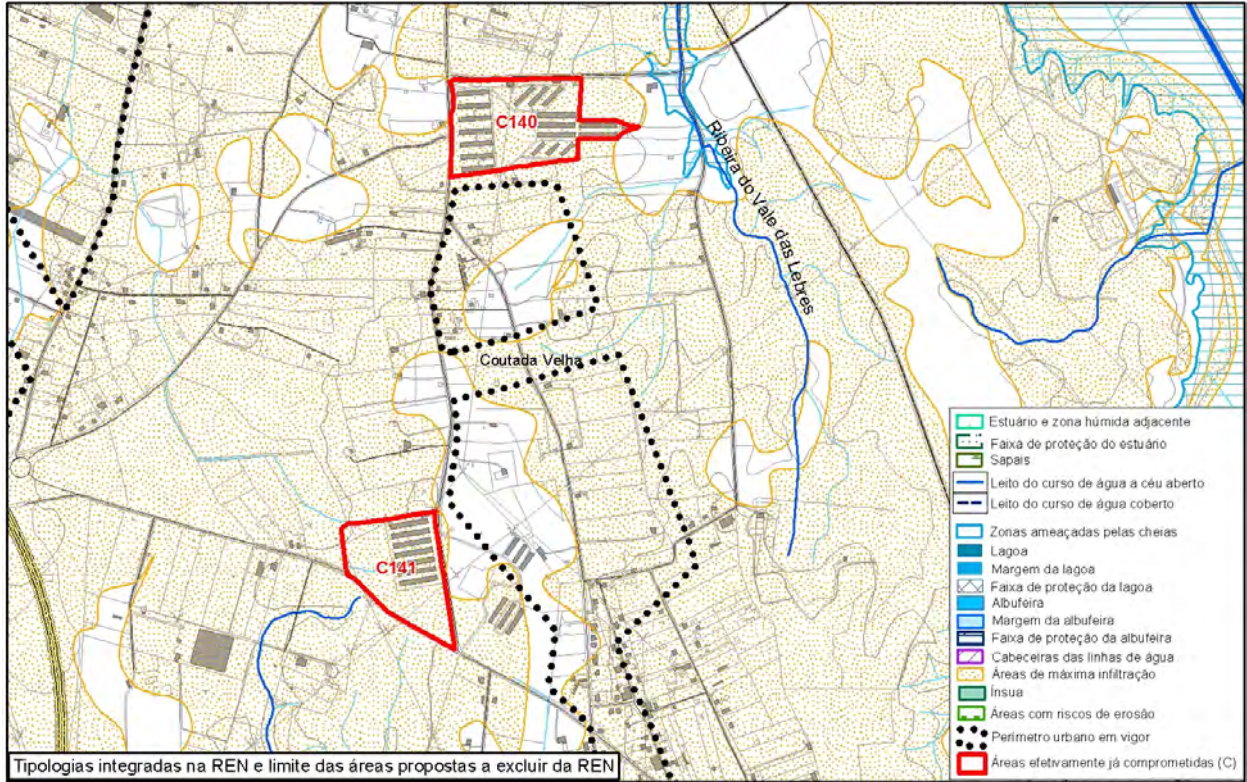 C140
Ribeira do Vale das Lebres
Coutada Velha
C141
Estuário e zona húmida adjacente
Faixa de proteção do estuário
Sapais
Leito do curso de água a céu aberto
Leito do curso de água coberto
Zonas ameaçadas pelas cheias
Lagoa
Margem da lagoa
Faixa de proteção da lagoa
Albufeira
Margem da albufeira
Faixa de proteção da albufeira
Cabeceiras das linhas de água
Áreas de máxima infiltração
Ínsua
Áreas com riscos de erosão
Perímetro urbano em vigor
Áreas efetivamente já comprometidas (C)
Tipologias integradas na REN e limite das áreas propostas a excluir da REN